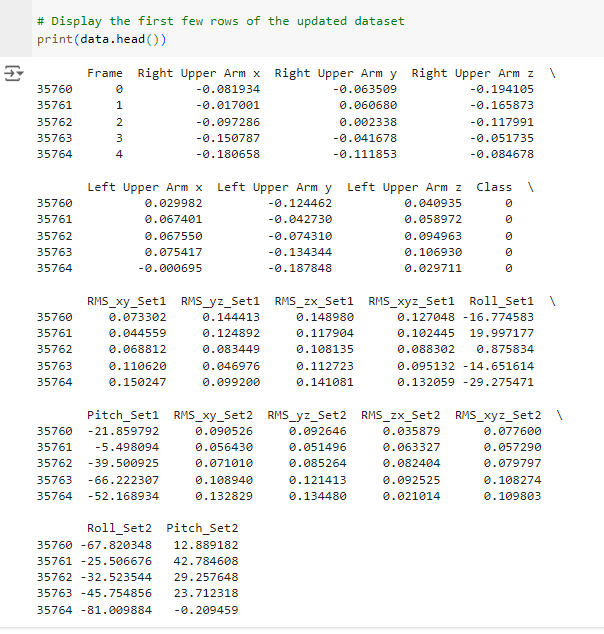 # Display the first few rows of the updated dataset
print(data.head())
Frame Right Upper Arm x Right Upper Arm y Right Upper Arm z \
35760 0 -0.081934 -0.063509 -0.194105
35761 1 -0.017001 0.060680 -0.165873
35762 2 -0.097286 0.002338 -0.117991
35763 3 -0.150787 -0.041678 -0.051735
35764 4 -0.180658 -0.111853 -0.084678
Left Upper Arm x Left Upper Arm y Left Upper Arm z Class \
35760 0.029982 -0.124462 0.040935 0
35761 0.067401 -0.042730 0.058972 0
35762 0.067550 -0.074310 0.094963 0
35763 0.075417 -0.134344 0.106930 0
35764 -0.000695 -0.187848 0.029711 0
RMS_xy_Set1 RMS_yz_Set1 RMS_zx_Set1 RMS_xyz_Set1 Roll_Set1 \
35760 0.073302 0.144413 0.148980 0.127048 -16.774583
35761 0.044559 0.124892 0.117904 0.102445 19.997177
35762 0.068812 0.083449 0.108135 0.088302 0.875834
35763 0.110620 0.046976 0.112723 0.095132 -14.651614
35764 0.150247 0.099200 0.141081 0.132059 -29.275471
Pitch_Set1 RMS_xy_Set2 RMS_yz_Set2 RMS_zx_Set2 RMS_xyz_Set2 \
35760 -21.859792 0.090526 0.092646 0.035879 0.077600
35761 -5.498094 0.056430 0.051496 0.063327 0.057290
35762 -39.500925 0.071010 0.085264 0.082404 0.079797
35763 -66.222307 0.108940 0.121413 0.092525 0.108274
35764 -52.168934 0.132829 0.134480 0.021014 0.109803
Roll_Set2 Pitch_Set2
35760 -67.820348 12.889182
35761 -25.506676 42.784608
35762 -32.523544 29.257648
35763 -45.754856 23.712318
35764 -81.009884 -0.209459